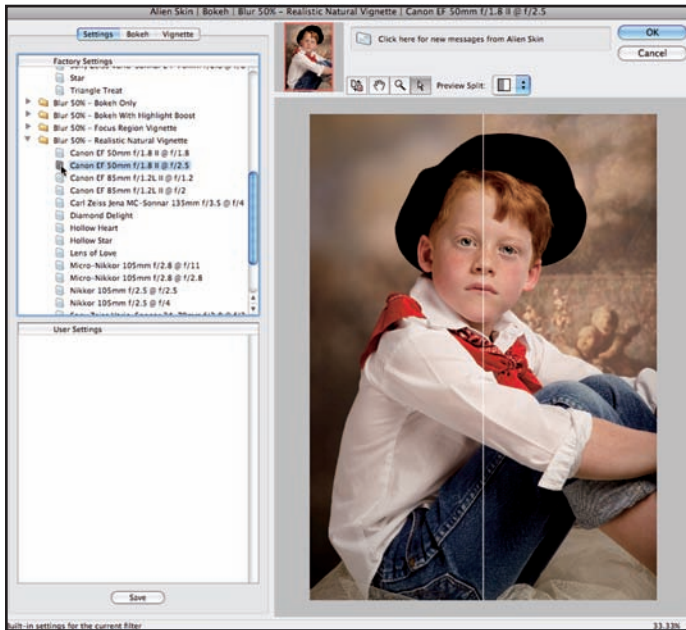 Alien Skin | Bokeh | Blur 50% - Realistic Natural Vignette | Canon EF 50mm f/1.8 II @ f/2.5
Settings Bokeh Vignette
Factory Settings
Star
Triangle Treat
Blur 50% - Bokeh Only
Blur 50% - Bokeh With Highlight Boost
Blur 50% - Focus Region Vignette
Blur 50% - Realistic Natural Vignette
Canon EF 50mm f/1.8 II @ f/1.8
Canon EF 50mm f/1.8 II @ f/2.5
Canon EF 85mm f/1.2L II @ f/1.2
Canon EF 85mm f/1.2L II @ f/2
Carl Zeiss Jena MC-Sonnar 135mm f/3.5 @ f/4
Diamond Delight
Hollow Heart
Hollow Star
Lens of Love
Micro-Nikkor 105mm f/2.8 @ f/11
Micro-Nikkor 105mm f/2.8 @ f/2.8
Nikkor 105mm f/2.5 @ f/2.5
Nikkor 105mm f/2.5 @ f/4
User Settings
Save
Click here for new messages from Alien Skin
OK
Cancel
Preview Split:
Built-in settings for the current filter
33.33%